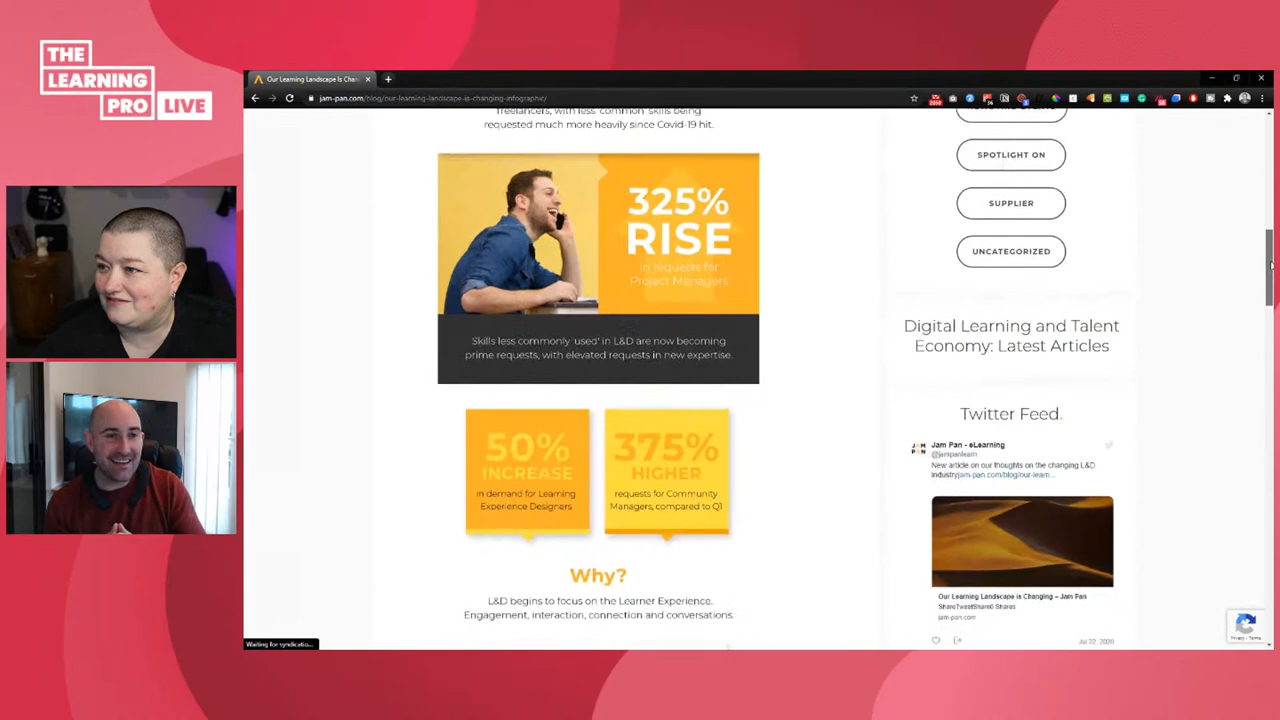 THE
LEARNING
PRO LIVE
Our Learning Landscape Is Chan
jam-pan.com/blog/our-learning-landscape-is-changing-infographic/
freelancers, with less 'common' skills being
requested much more heavily since Covid-19 hit.
325%
RISE
in requests for
Project Managers
Skills less commonly 'used' in L&D are now becoming
prime requests, with elevated requests in new expertise.
50%
INCREASE
in demand for Learning
Experience Designers
375%
HIGHER
requests for Community
Managers, compared to Q1
Why?
L&D begins to focus on the Learner Experience.
Engagement, interaction, connection and conversations.
SPOTLIGHT ON
SUPPLIER
UNCATEGORIZED
Digital Learning and Talent
Economy: Latest Articles
Twitter Feed.
JAM
PAN
Jam Pan - eLearning
@jampanlearn
New article on our thoughts on the changing L&D
industryjam-pan.com/blog/our-learn...
Our Learning Landscape is Changing – Jam Pan
ShareTweetShare0 Shares
jam-pan.com
Jul 22, 2020
Privacy - Terms
Waiting for syndicatio...